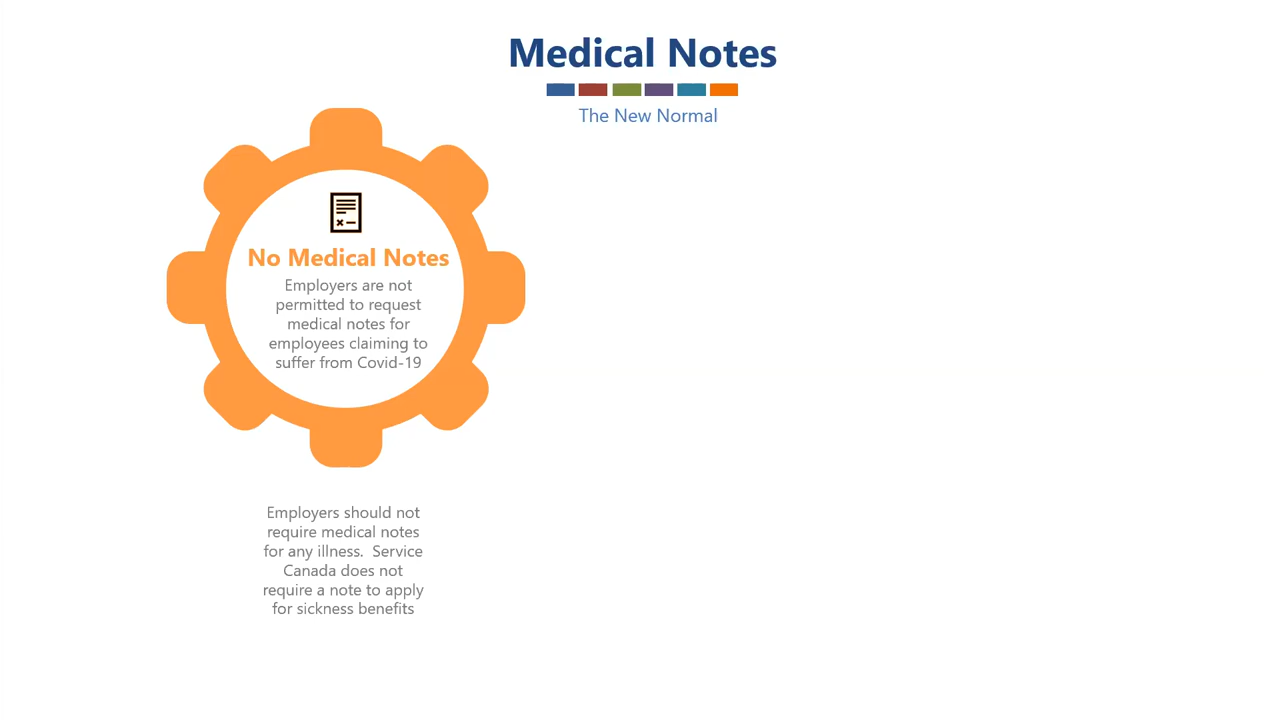 Medical Notes
The New Normal
No Medical Notes
Employers are not
permitted to request
medical notes for
employees claiming to
suffer from Covid-19
Employers should not
require medical notes
for any illness.  Service
Canada does not
require a note to apply
for sickness benefits